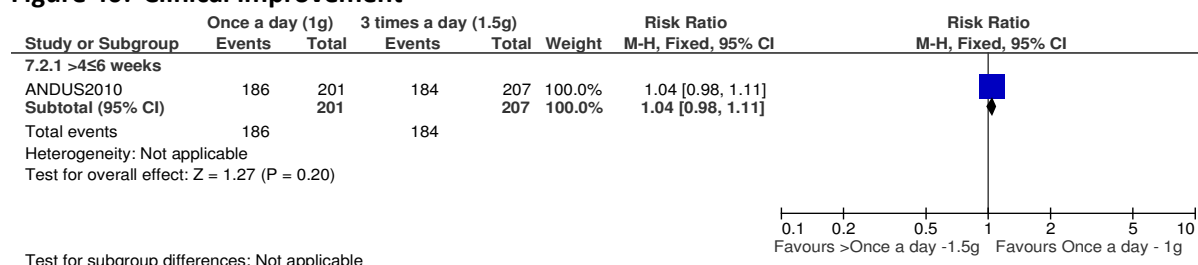 Figure 46: Clinical improvement
Once a day (1g) 3 times a day (1.5g) Risk Ratio Risk Ratio
Study or Subgroup Events Total Events Total Weight M-H, Fixed, 95% CI M-H, Fixed, 95% CI
7.2.1 >4≤6 weeks
ANDUS2010 186 201 184 207 100.0% 1.04 [0.98, 1.11]
Subtotal (95% CI) 201 207 100.0% 1.04 [0.98, 1.11]
Total events 186 184
Heterogeneity: Not applicable
Test for overall effect: Z = 1.27 (P = 0.20)
0.1 0.2 0.5 1 2 5 10
Favours >Once a day -1.5g Favours Once a day - 1g
Test for subgroup differences: Not applicable